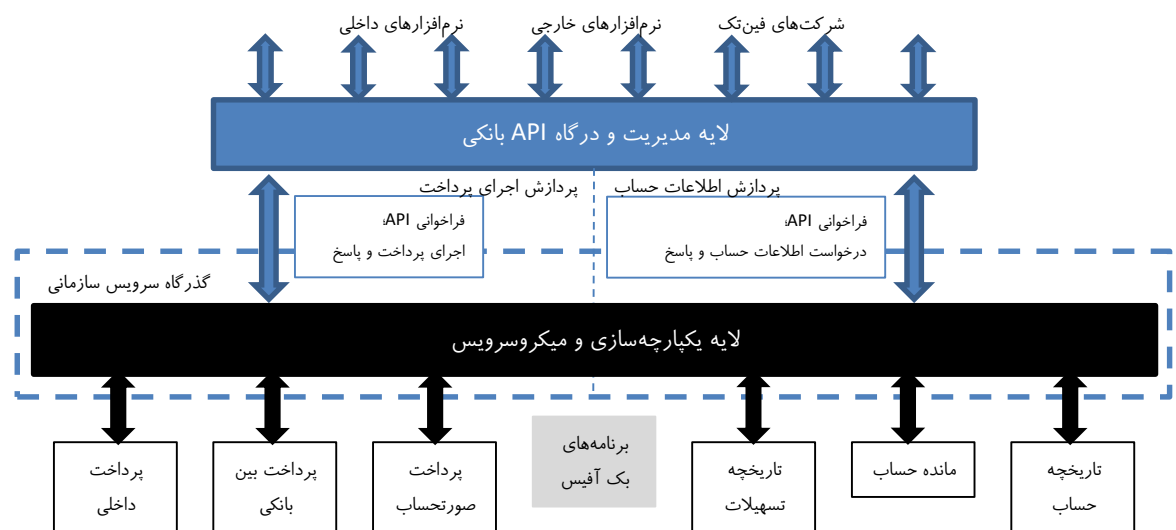 شرکت‌های فین‌تک
نرم‌افزارهای خارجی
نرم‌افزارهای داخلی
لایه مدیریت و درگاه API بانکی
پردازش اطلاعات حساب
پردازش اجرای پرداخت
فراخوانی API؛
درخواست اطلاعات حساب و پاسخ
فراخوانی API؛
اجرای پرداخت و پاسخ
گذرگاه سرویس سازمانی
لایه یکپارچه‌سازی و میکروسرویس
تاریخچه
حساب
مانده حساب
تاریخچه
تسهیلات
برنامه‌های
بک آفیس
پرداخت
صورتحساب
پرداخت بین
بانکی
پرداخت
داخلی